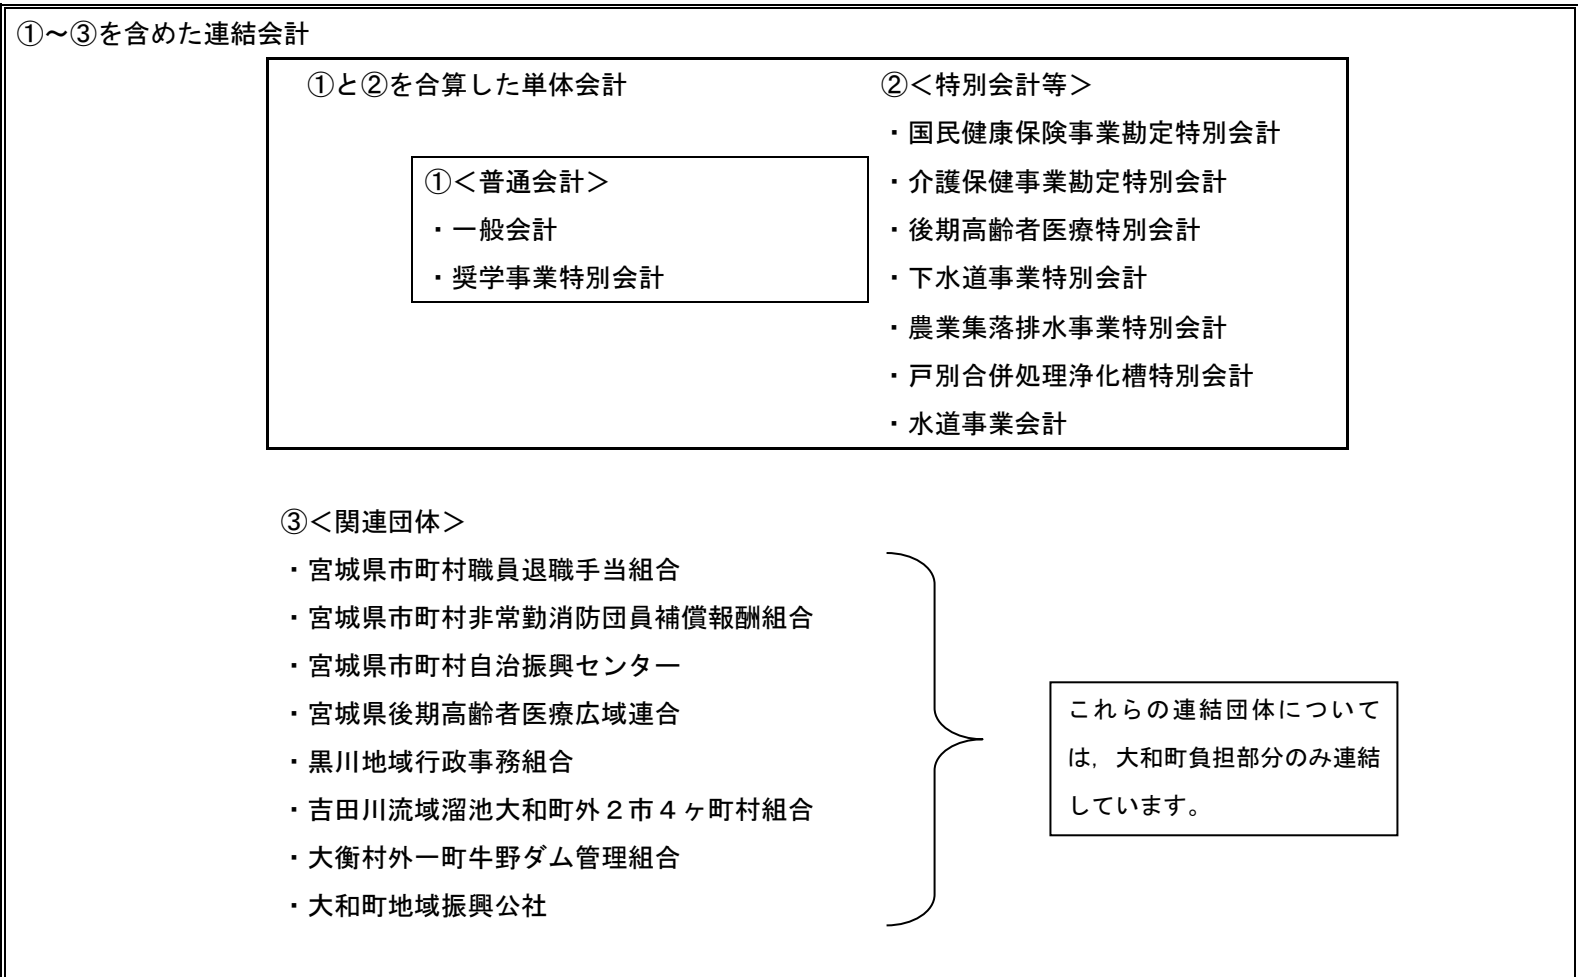 ①～③を含めた連結会計
①と②を合算した単体会計
①＜普通会計＞
・一般会計
・奨学事業特別会計
②＜特別会計等＞
・国民健康保険事業勘定特別会計
・介護保健事業勘定特別会計
・後期高齢者医療特別会計
・下水道事業特別会計
・農業集落排水事業特別会計
・戸別合併処理浄化槽特別会計
・水道事業会計
③＜関連団体＞
・宮城県市町村職員退職手当組合
・宮城県市町村非常勤消防団員補償報酬組合
・宮城県市町村自治振興センター
・宮城県後期高齢者医療広域連合
・黒川地域行政事務組合
・吉田川流域溜池大和町外２市４ヶ町村組合
・大衡村外一町牛野ダム管理組合
・大和町地域振興公社
これらの連結団体について
は，大和町負担部分のみ連結
しています。